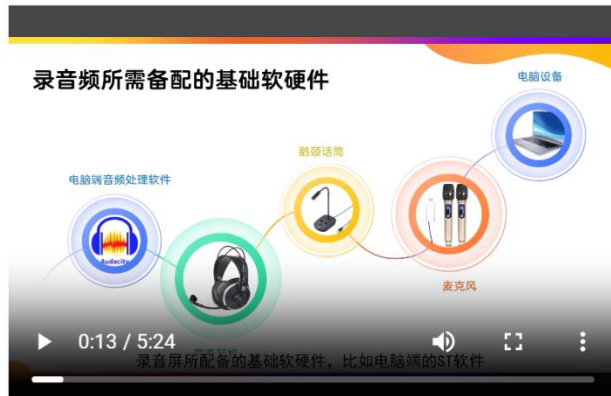 录音频所需备配的基础软硬件
电脑设备
鹅颈话筒
电脑端音频处理软件
Audacity
麦克风
0:13 / 5:24
录音屏所配备的基础软硬件，比如电脑端的ST软件